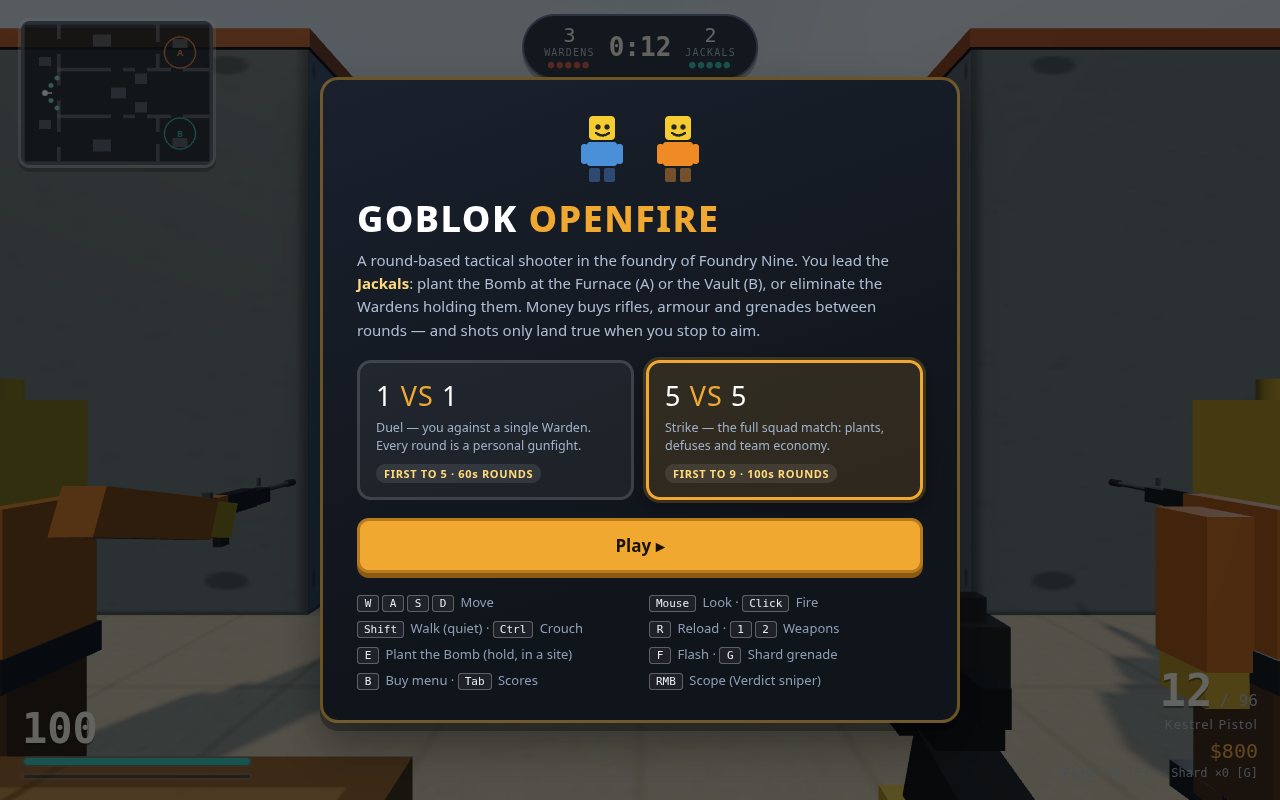 3 0:12 2
WARDENS JACKALS
A
B
GOBLOK OPENFIRE
A round-based tactical shooter in the foundry of Foundry Nine. You lead the
Jackals: plant the Bomb at the Furnace (A) or the Vault (B), or eliminate the
Wardens holding them. Money buys rifles, armour and grenades between
rounds — and shots only land true when you stop to aim.
1 VS 1
Duel — you against a single Warden.
Every round is a personal gunfight.
FIRST TO 5 · 60s ROUNDS
5 VS 5
Strike — the full squad match: plants,
defuses and team economy.
FIRST TO 9 · 100s ROUNDS
Play ▸
W A S D Move
Mouse Look · Click Fire
Shift Walk (quiet) · Ctrl Crouch
R Reload · 1 2 Weapons
E Plant the Bomb (hold, in a site)
F Flash · G Shard grenade
B Buy menu · Tab Scores
RMB Scope (Verdict sniper)
100
12 / 96
Kestrel Pistol
$800
Shard ×0 [G]